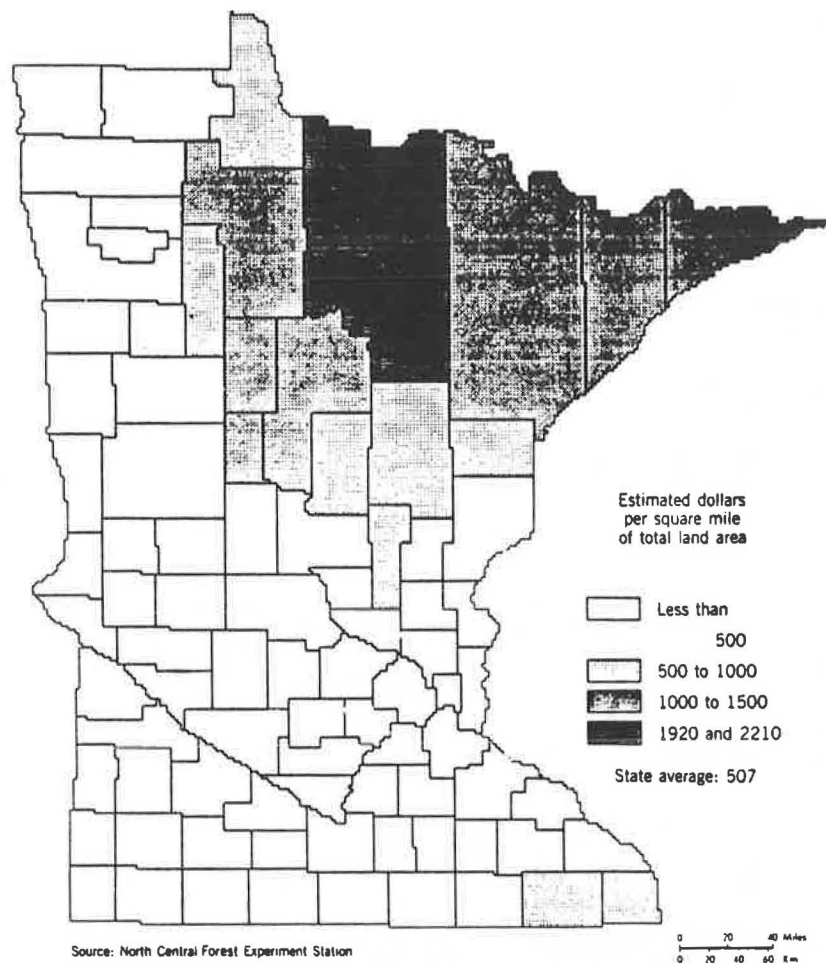 Estimated dollars
per square mile
of total land area
Less than
500
500 to 1000
1000 to 1500
1920 and 2210
State average: 507
Source: North Central Forest Experiment Station
0 20 40 Miles
0 20 40 60 Km